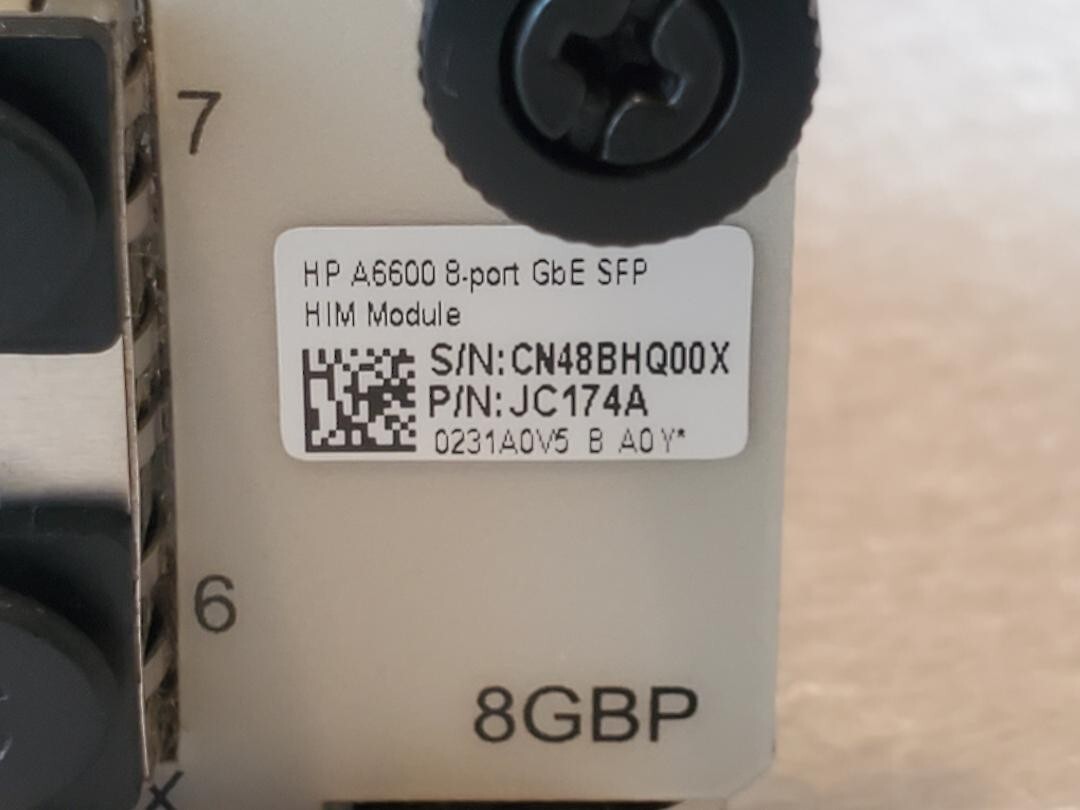 7
HP A6600 8-port GbE SFP
HIM Module
S/N:CN48BHQ00X
P/N:JC174A
0231A0V5 B A0Y*
6
8GBP